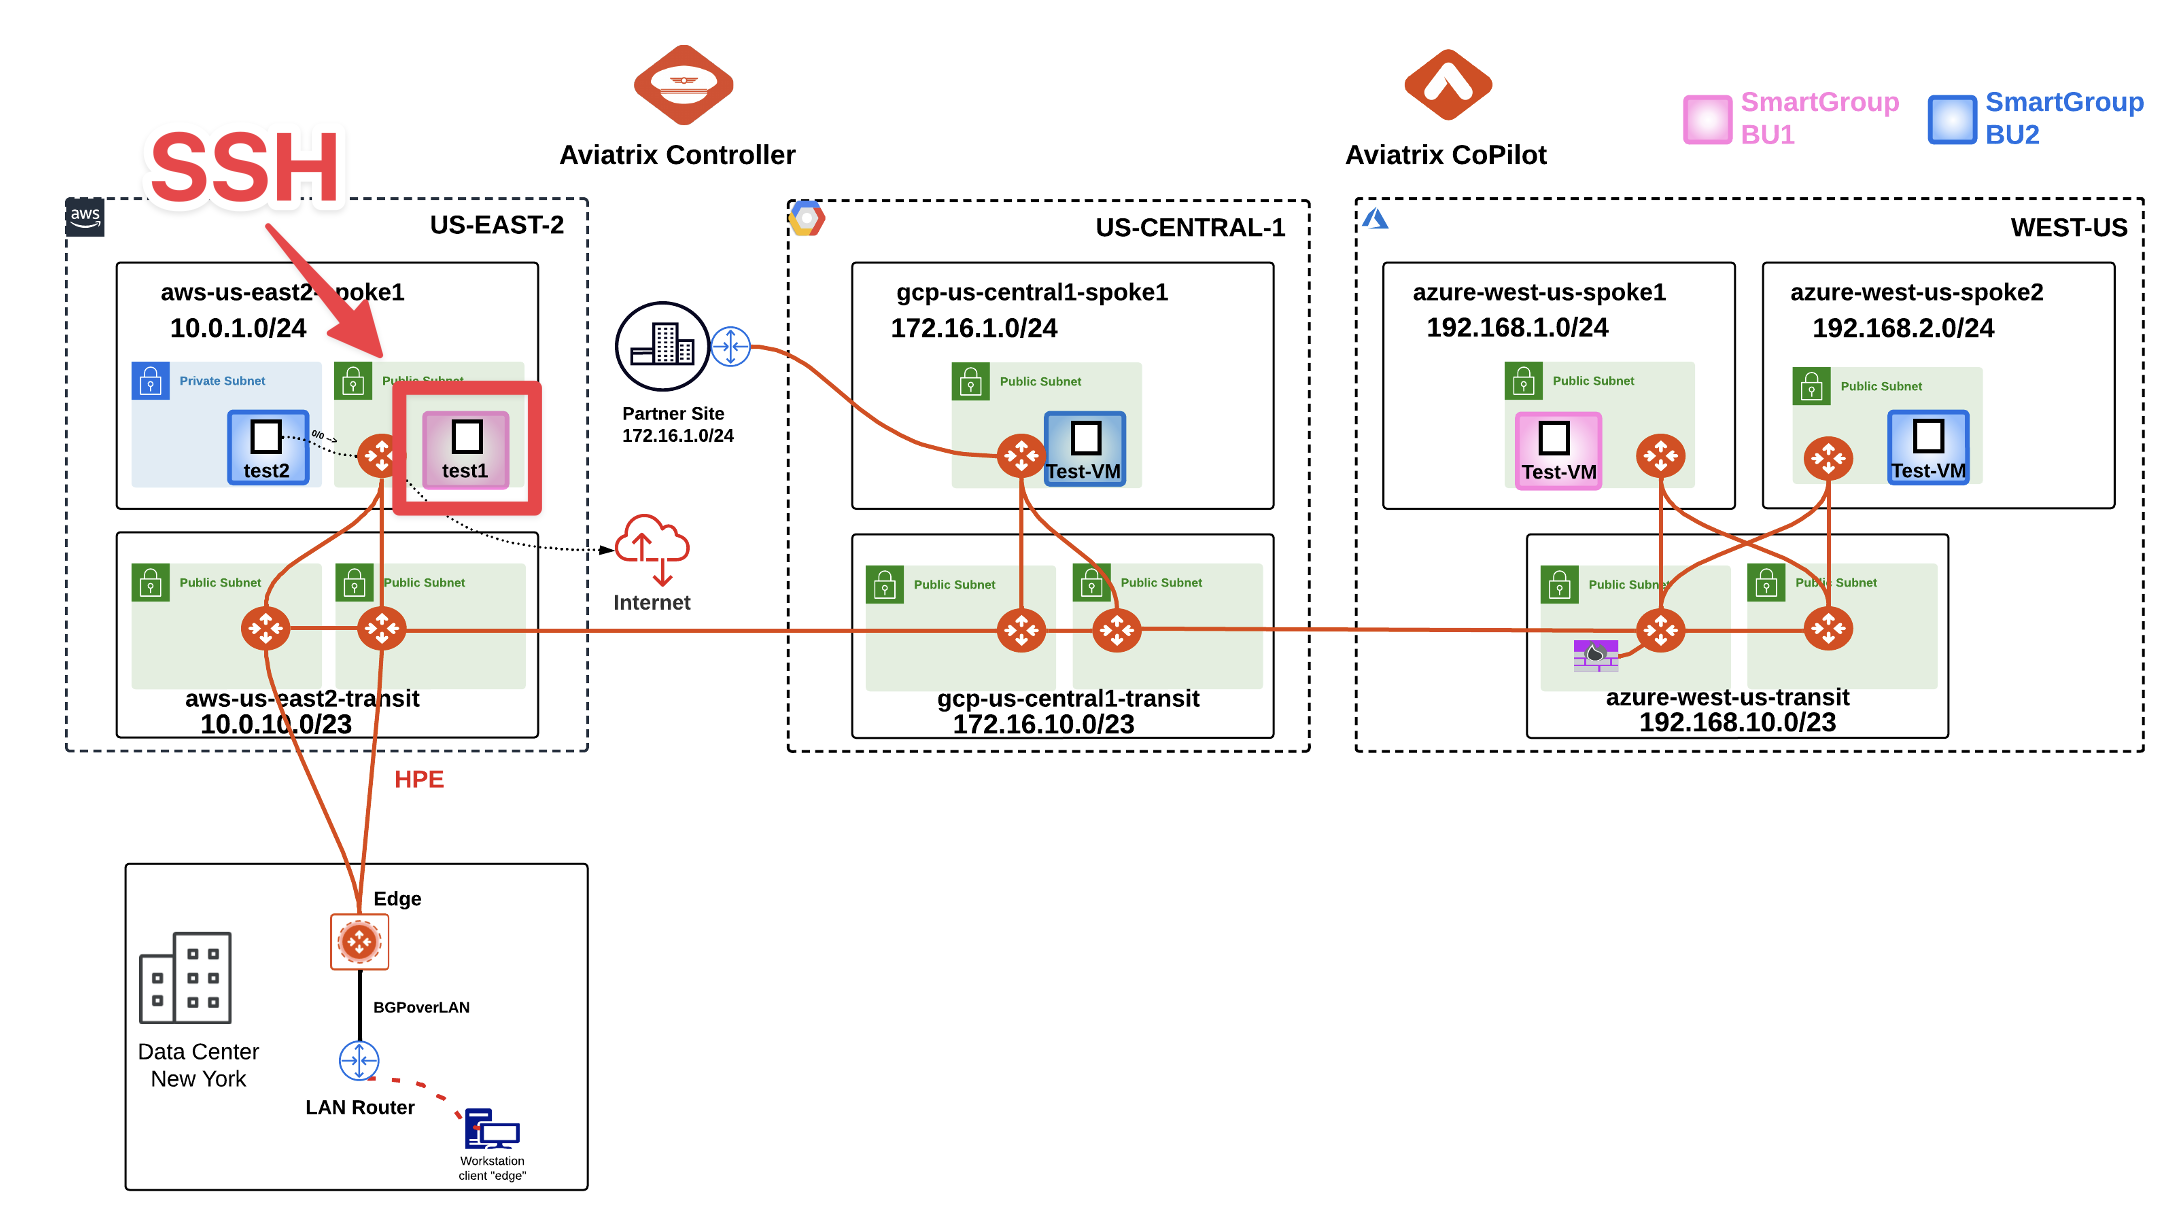 Aviatrix Controller
Aviatrix CoPilot
SmartGroup
BU1
SmartGroup
BU2
SSH
aws
US-EAST-2
aws-us-east2-spoke1
10.0.1.0/24
Private Subnet
Public Subnet
test2
0/0 -->
test1
Partner Site
172.16.1.0/24
Internet
Public Subnet
Public Subnet
aws-us-east2-transit
10.0.10.0/23
HPE
US-CENTRAL-1
gcp-us-central1-spoke1
172.16.1.0/24
Public Subnet
Test-VM
Public Subnet
Public Subnet
gcp-us-central1-transit
172.16.10.0/23
WEST-US
azure-west-us-spoke1
192.168.1.0/24
Public Subnet
Test-VM
azure-west-us-spoke2
192.168.2.0/24
Public Subnet
Test-VM
Public Subnet
Public Subnet
azure-west-us-transit
192.168.10.0/23
Edge
BGPoverLAN
Data Center
New York
LAN Router
Workstation
client "edge"